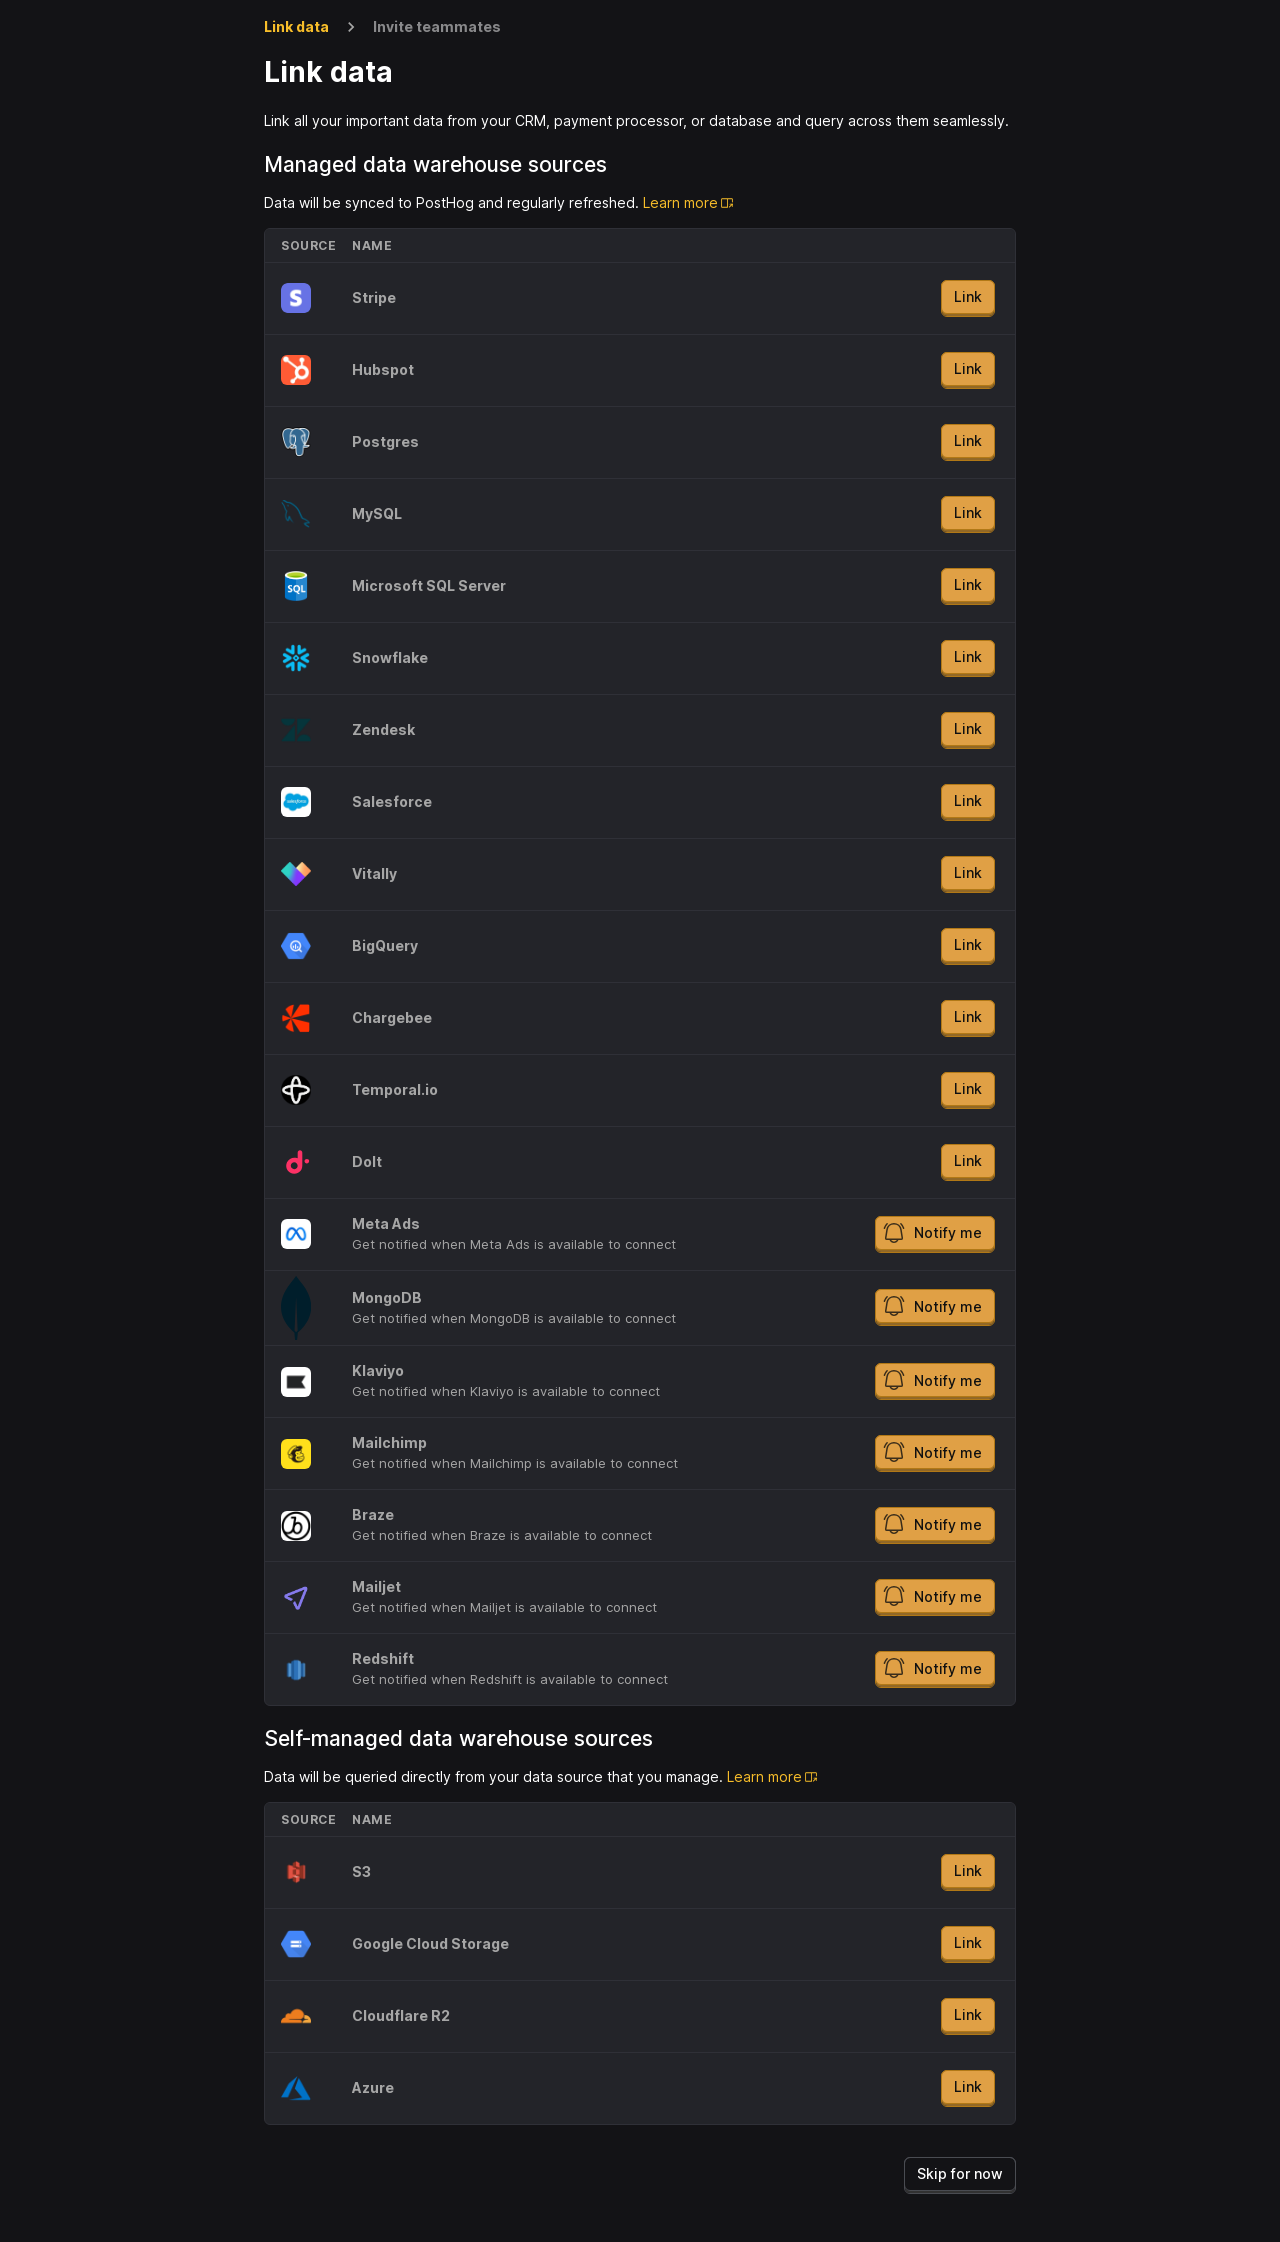 Link data > Invite teammates
Link data
Link all your important data from your CRM, payment processor, or database and query across them seamlessly.
Managed data warehouse sources
Data will be synced to PostHog and regularly refreshed. Learn more
SOURCE NAME
Stripe Link
Hubspot Link
Postgres Link
MySQL Link
SQL Microsoft SQL Server Link
Snowflake Link
Zendesk Link
salesforce Salesforce Link
Vitally Link
BigQuery Link
Chargebee Link
Temporal.io Link
DoIt Link
Meta Ads
Get notified when Meta Ads is available to connect
Notify me
MongoDB
Get notified when MongoDB is available to connect
Notify me
Klaviyo
Get notified when Klaviyo is available to connect
Notify me
Mailchimp
Get notified when Mailchimp is available to connect
Notify me
Braze
Get notified when Braze is available to connect
Notify me
Mailjet
Get notified when Mailjet is available to connect
Notify me
Redshift
Get notified when Redshift is available to connect
Notify me
Self-managed data warehouse sources
Data will be queried directly from your data source that you manage. Learn more
SOURCE NAME
S3 Link
Google Cloud Storage Link
Cloudflare R2 Link
Azure Link
Skip for now